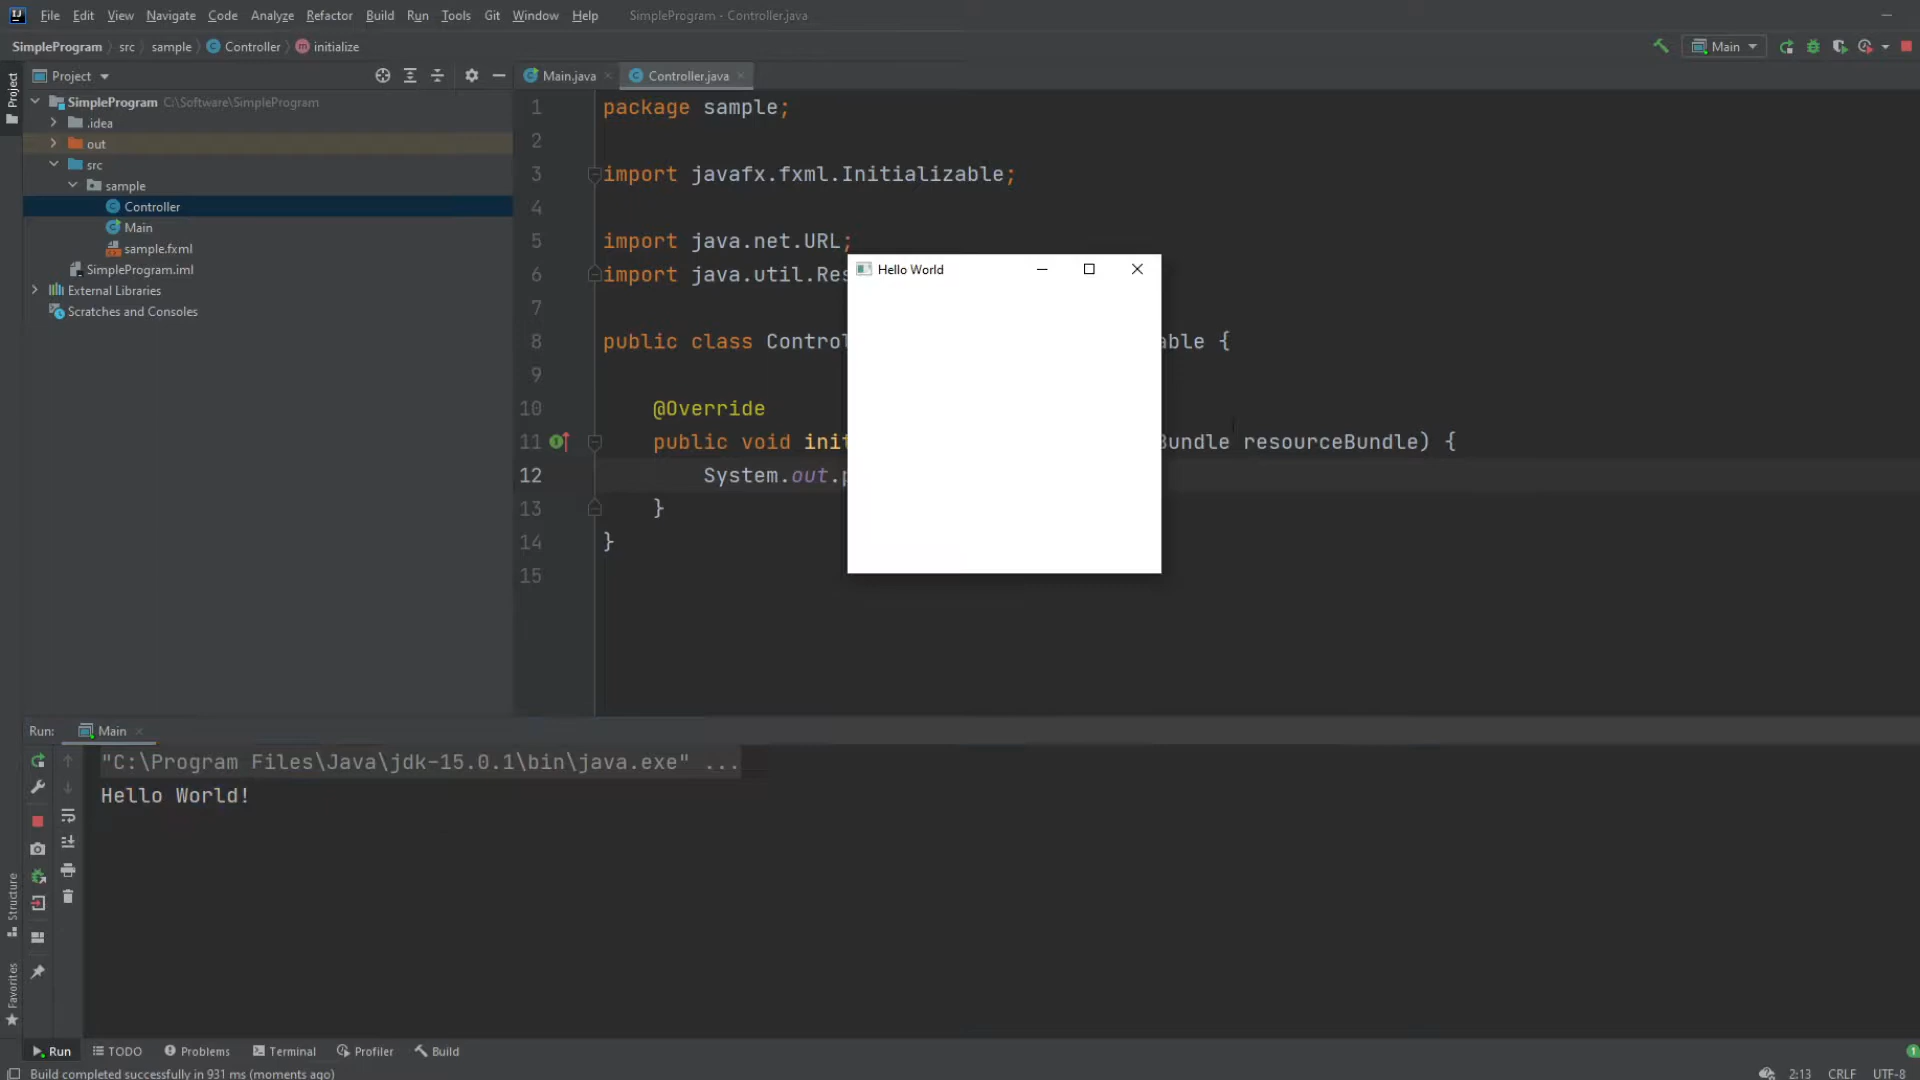 File Edit View Navigate Code Analyze Refactor Build Run Tools Git Window Help SimpleProgram - Controller.java
SimpleProgram src sample Controller initialize Main
Project Main.java Controller.java
Project
SimpleProgram C:\Software\SimpleProgram
.idea
out
src
sample
Controller
Main
sample.fxml
SimpleProgram.iml
External Libraries
Scratches and Consoles
1 package sample;
2
3 import javafx.fxml.Initializable;
4
5 import java.net.URL;
6 import java.util.Res
7
8 public class Control able {
9
10 @Override
11 public void init Bundle resourceBundle) {
12 System.out.p
13 }
14 }
15
Hello World
Run: Main
"C:\Program Files\Java\jdk-15.0.1\bin\java.exe" ...
Hello World!
Structure
Favorites
Run TODO Problems Terminal Profiler Build
1
Build completed successfully in 931 ms (moments ago) 2:13 CRLF UTF-8